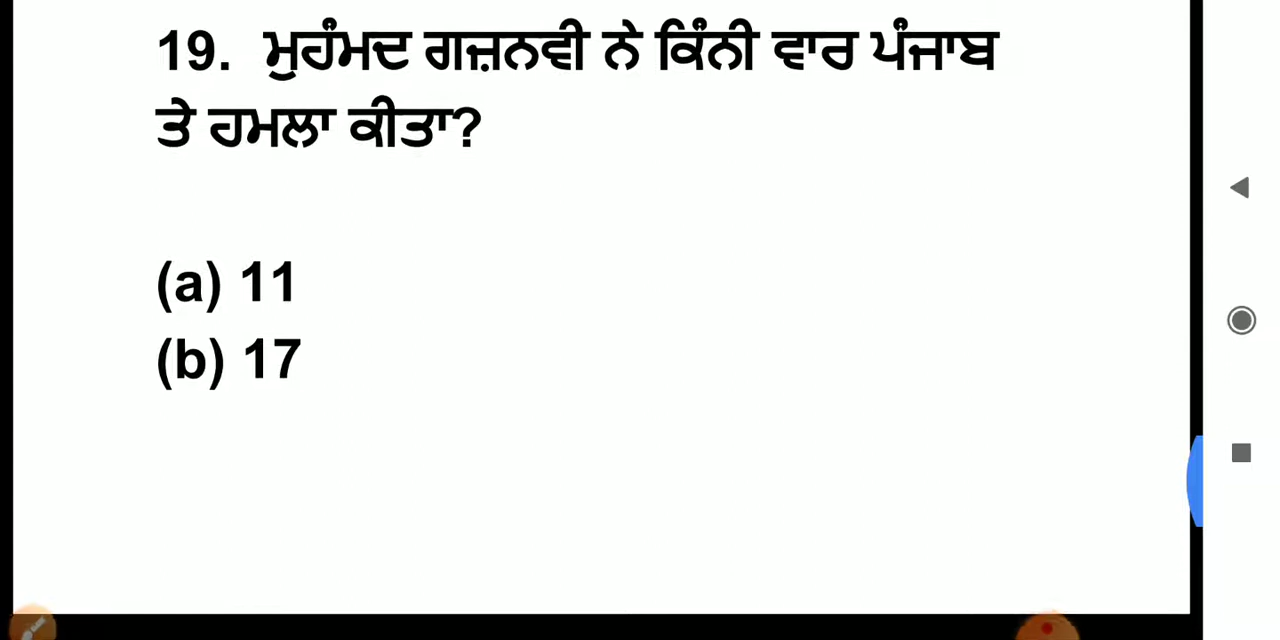 19. ਮੁਹੰਮਦ ਗਜ਼ਨਵੀ ਨੇ ਕਿੰਨੀ ਵਾਰ ਪੰਜਾਬ
ਤੇ ਹਮਲਾ ਕੀਤਾ?
(a) 11
(b) 17